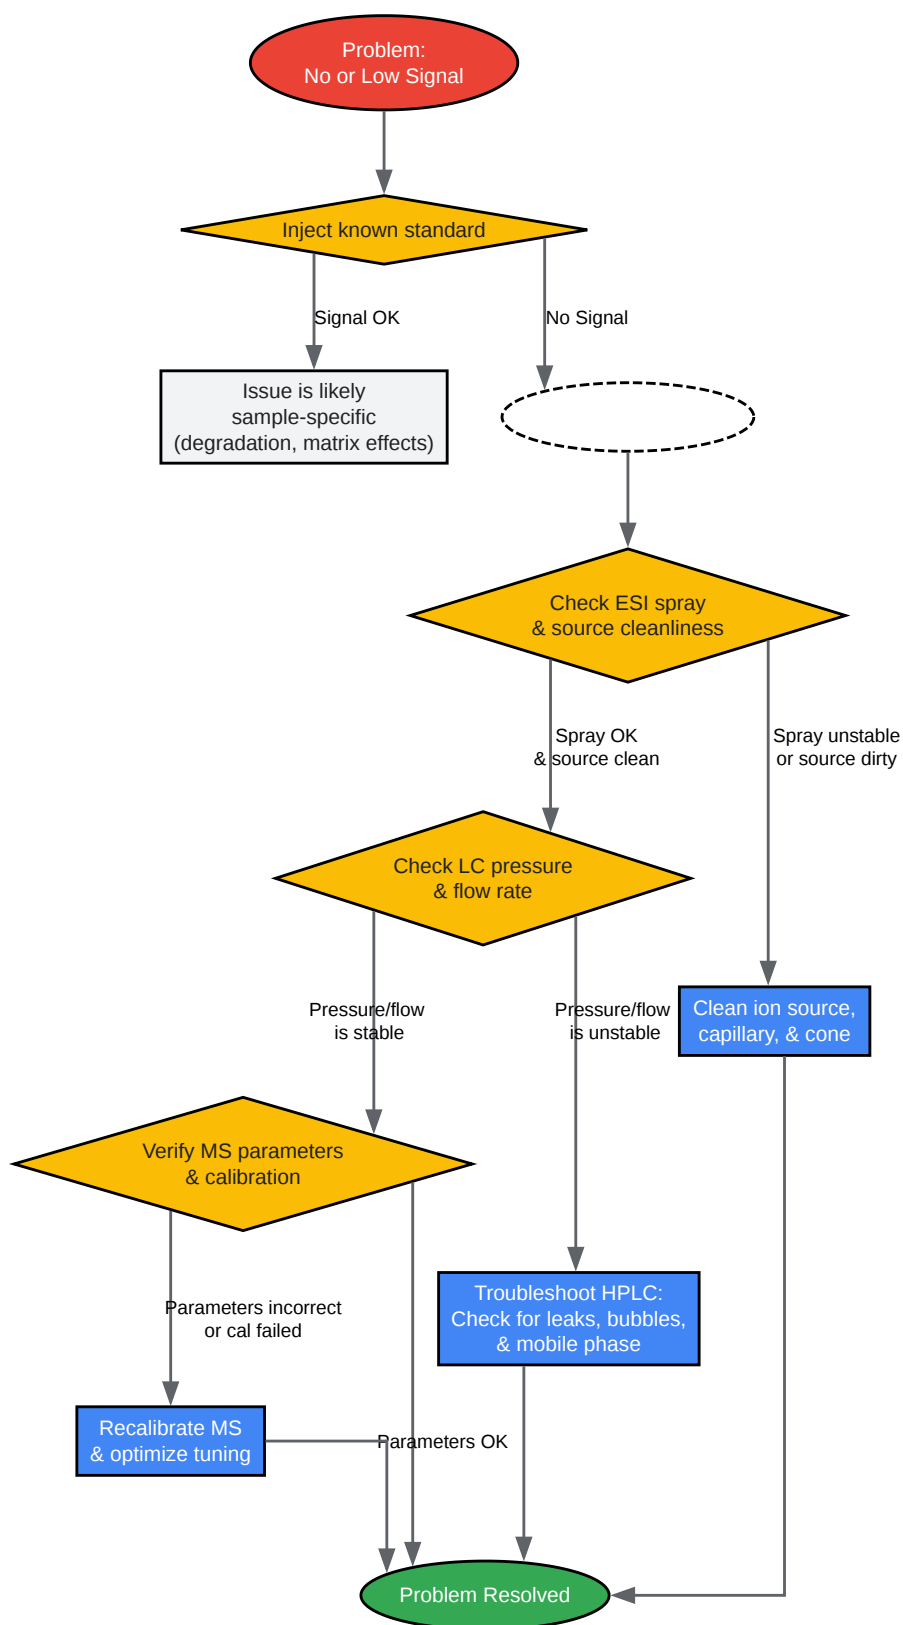 Problem:
No or Low Signal
Inject known standard
Signal OK
No Signal
Issue is likely
sample-specific
(degradation, matrix effects)
Check ESI spray
& source cleanliness
Spray OK
& source clean
Spray unstable
or source dirty
Check LC pressure
& flow rate
Pressure/flow
is stable
Pressure/flow
is unstable
Clean ion source,
capillary, & cone
Verify MS parameters
& calibration
Parameters incorrect
or cal failed
Troubleshoot HPLC:
Check for leaks, bubbles,
& mobile phase
Recalibrate MS
& optimize tuning
Parameters OK
Problem Resolved